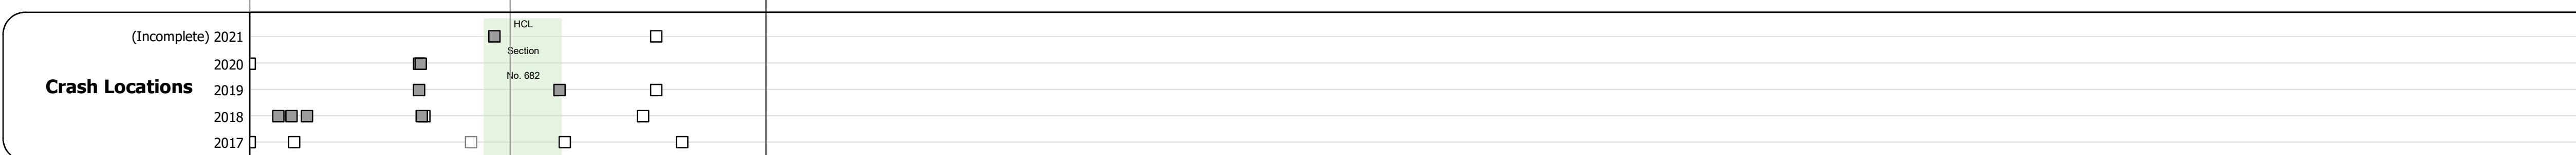 HCL
(Incomplete) 2021
Section
2020
No. 682
Crash Locations
2019
2018
2017